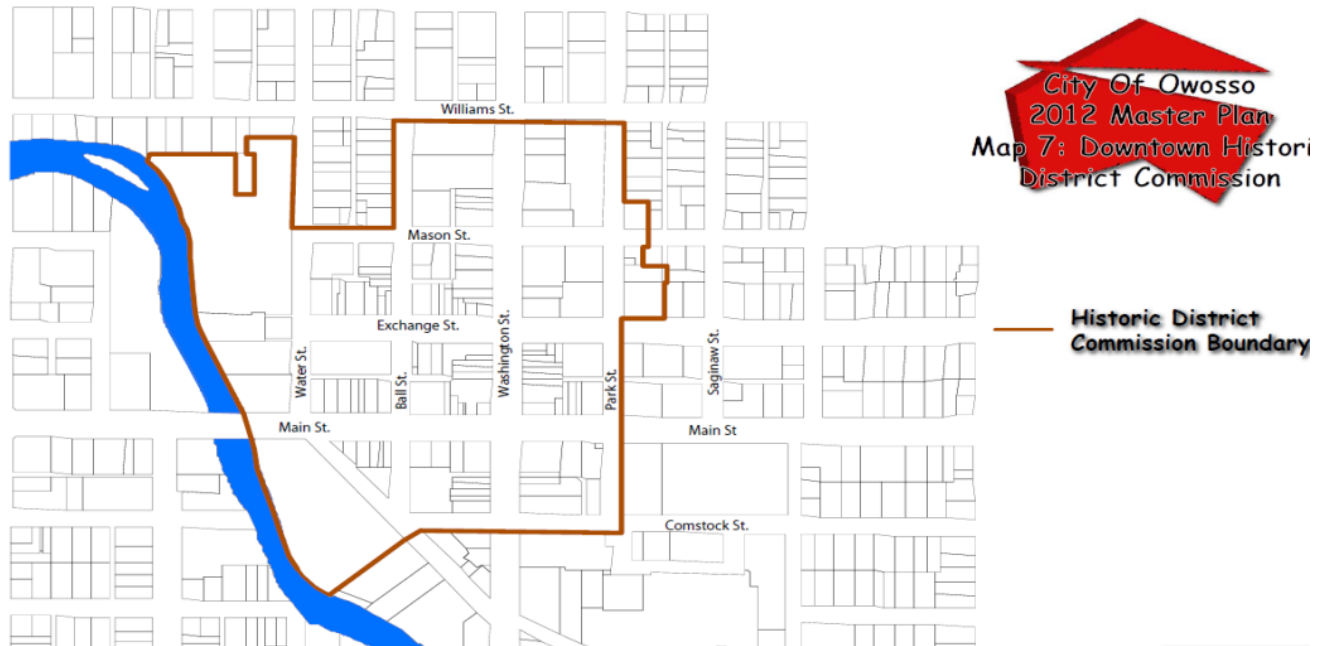 City Of Owosso
2012 Master Plan
Map 7: Downtown Histori
District Commission
Williams St.
Mason St.
Exchange St.
Water St.
Ball St.
Washington St.
Park St.
Saginaw St.
Main St.
Main St
Comstock St.
Historic District
Commission Boundary